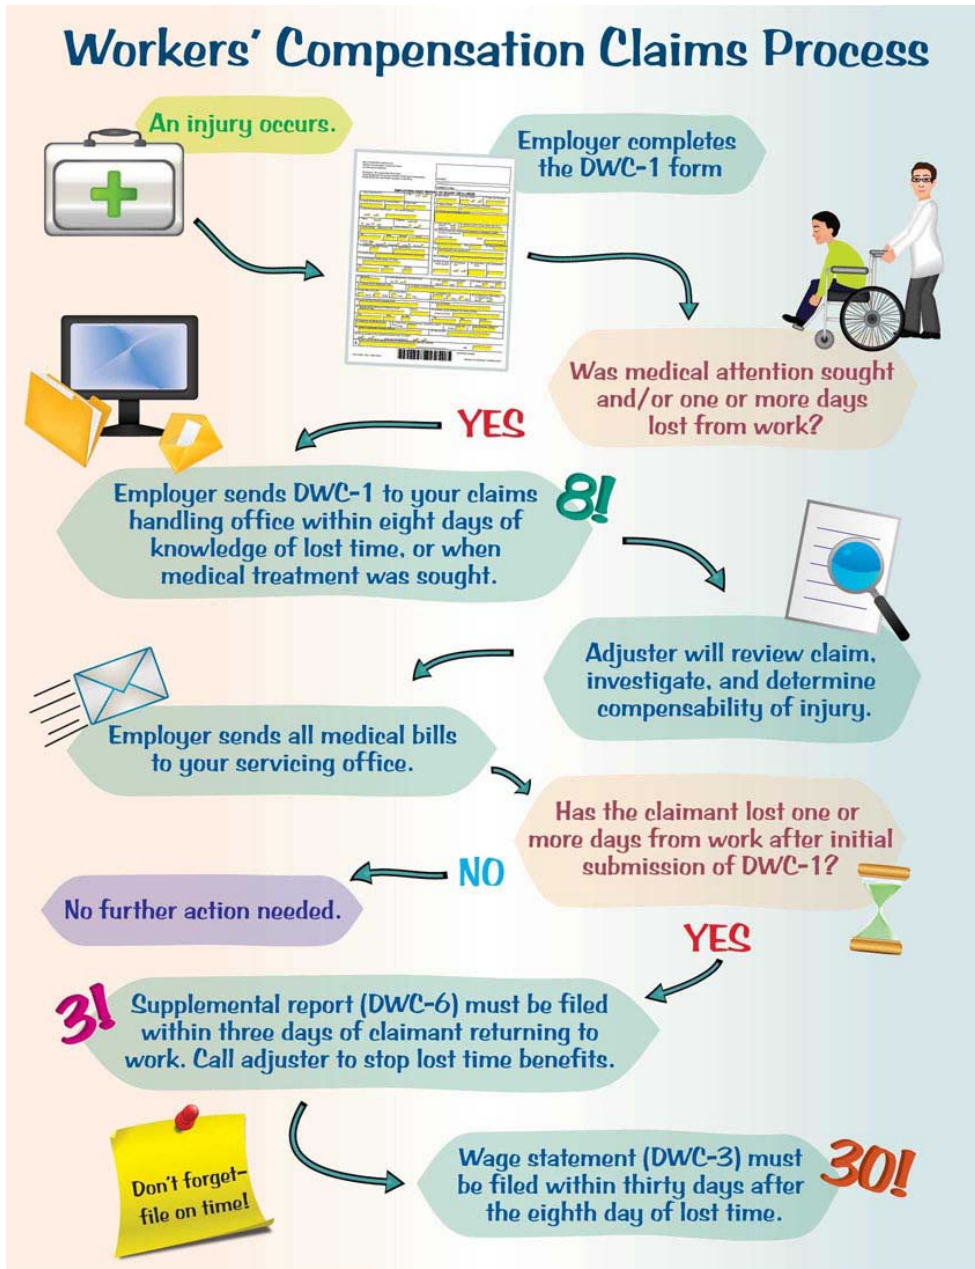 Workers’ Compensation Claims Process
An injury occurs.
Employer completes
the DWC-1 form
Was medical attention sought
and/or one or more days
lost from work?
YES
Employer sends DWC-1 to your claims
handling office within eight days of
knowledge of lost time, or when
medical treatment was sought.
8!
Adjuster will review claim,
investigate, and determine
compensability of injury.
Employer sends all medical bills
to your servicing office.
Has the claimant lost one or
more days from work after initial
submission of DWC-1?
NO
No further action needed.
YES
3!
Supplemental report (DWC-6) must be filed
within three days of claimant returning to
work. Call adjuster to stop lost time benefits.
Don't forget–
file on time!
Wage statement (DWC-3) must
be filed within thirty days after
the eighth day of lost time.
30!